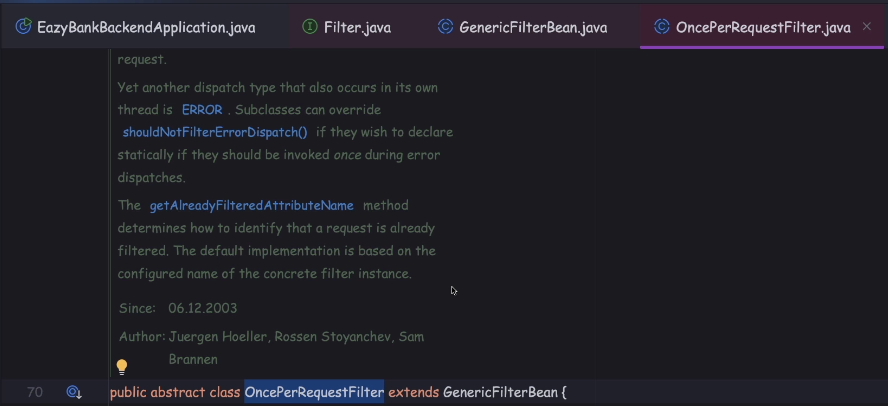 EazyBankBackendApplication.java Filter.java GenericFilterBean.java OncePerRequestFilter.java
request.
Yet another dispatch type that also occurs in its own
thread is ERROR . Subclasses can override
shouldNotFilterErrorDispatch() if they wish to declare
statically if they should be invoked once during error
dispatches.
The getAlreadyFilteredAttributeName method
determines how to identify that a request is already
filtered. The default implementation is based on the
configured name of the concrete filter instance.
Since: 06.12.2003
Author: Juergen Hoeller, Rossen Stoyanchev, Sam
Brannen
70 public abstract class OncePerRequestFilter extends GenericFilterBean {